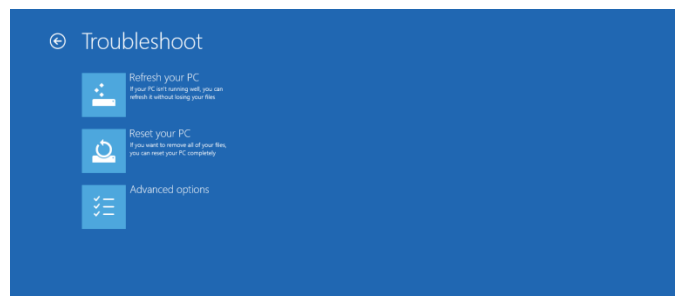 Troubleshoot
Refresh your PC
If your PC isn't running well, you can
refresh it without losing your files
Reset your PC
If you want to remove all of your files,
you can reset your PC completely
Advanced options